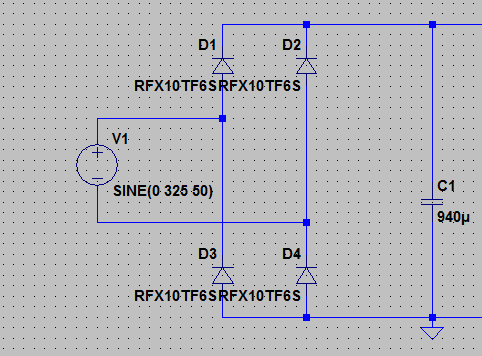 D1 D2
RFX10TF6SRFX10TF6S
V1
SINE(0 325 50)
C1
940µ
D3 D4
RFX10TF6SRFX10TF6S